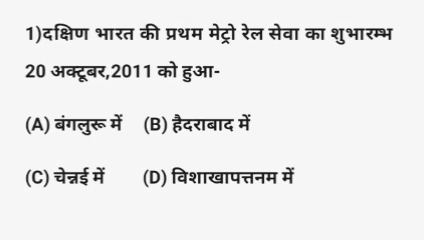 1)दक्षिण भारत की प्रथम मेट्रो रेल सेवा का शुभारम्भ
20 अक्टूबर,2011 को हुआ-
(A) बंगलुरू में (B) हैदराबाद में
(C) चेन्नई में (D) विशाखापत्तनम में